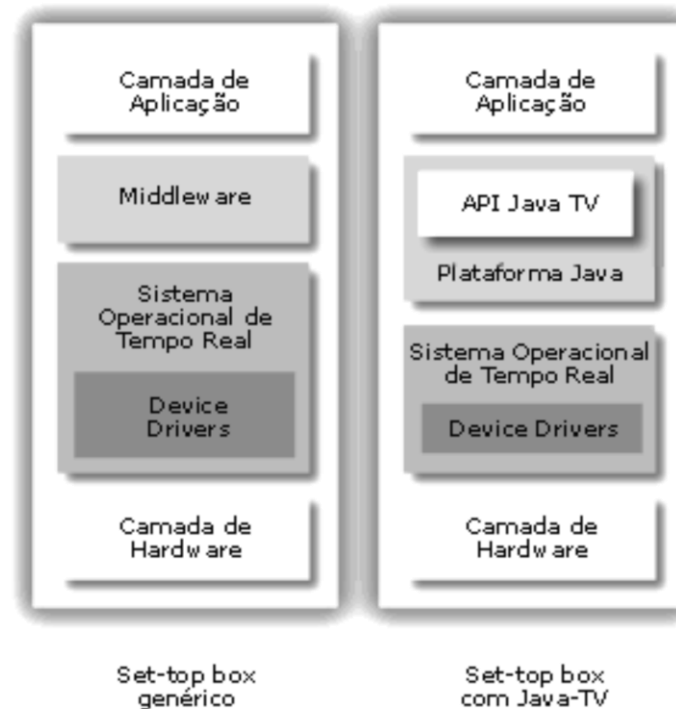 Camada de
Aplicação
Middleware
Sistema
Operacional de
Tempo Real
Device
Drivers
Camada de
Hardware
Set-top box
genérico
Camada de
Aplicação
API Java TV
Plataforma Java
Sistema Operacional
de Tempo Real
Device Drivers
Camada de
Hardware
Set-top box
com Java-TV